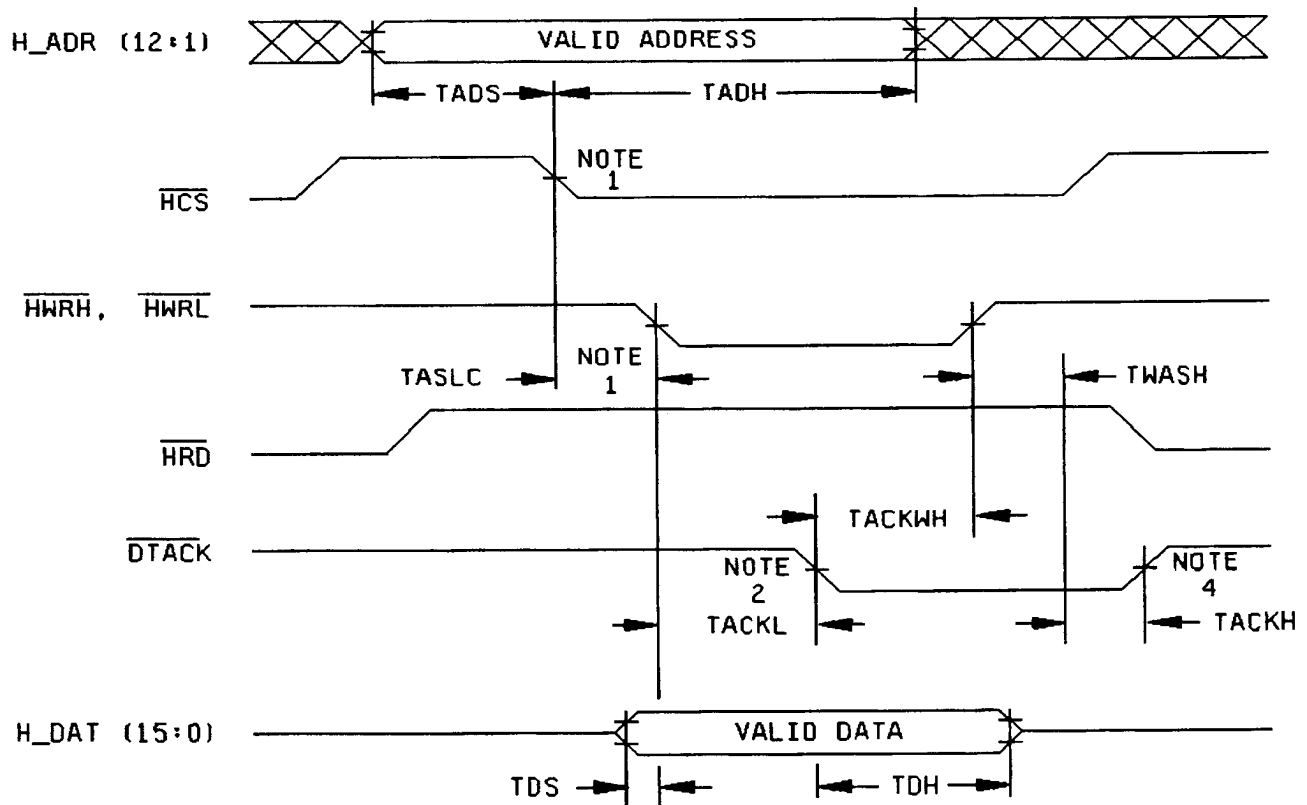 H_ADR (12:1)
VALID ADDRESS
TADS
TADH
HCS
NOTE
1
HWRH, HWRL
NOTE
1
TASLC
TWASH
HRD
TACKWH
DTACK
NOTE
2
NOTE
4
TACKL
TACKH
H_DAT (15:0)
VALID DATA
TDS
TDH